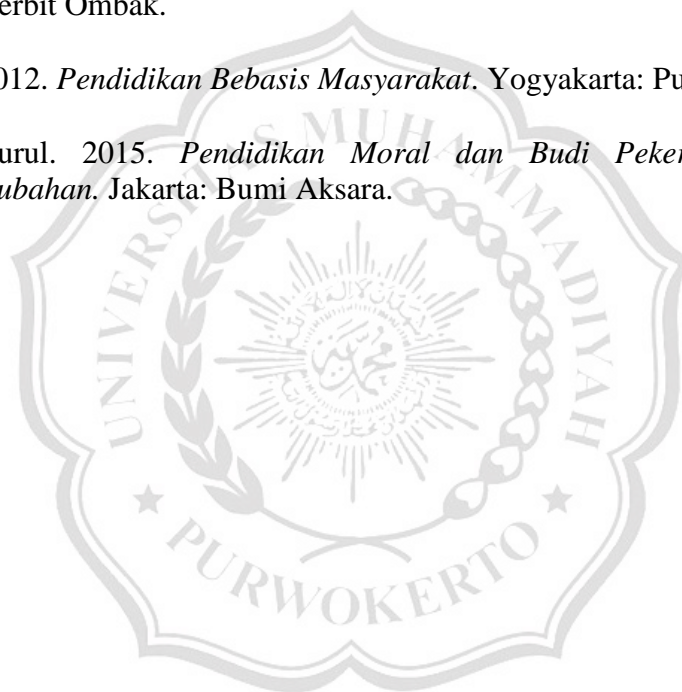 erbit Ombak.
012. Pendidikan Bebasis Masyarakat. Yogyakarta: Pu
urul. 2015. Pendidikan Moral dan Budi Peker
ubahan. Jakarta: Bumi Aksara.
UNIVERSITAS MUHAMMADIYAH
PURWOKERTO